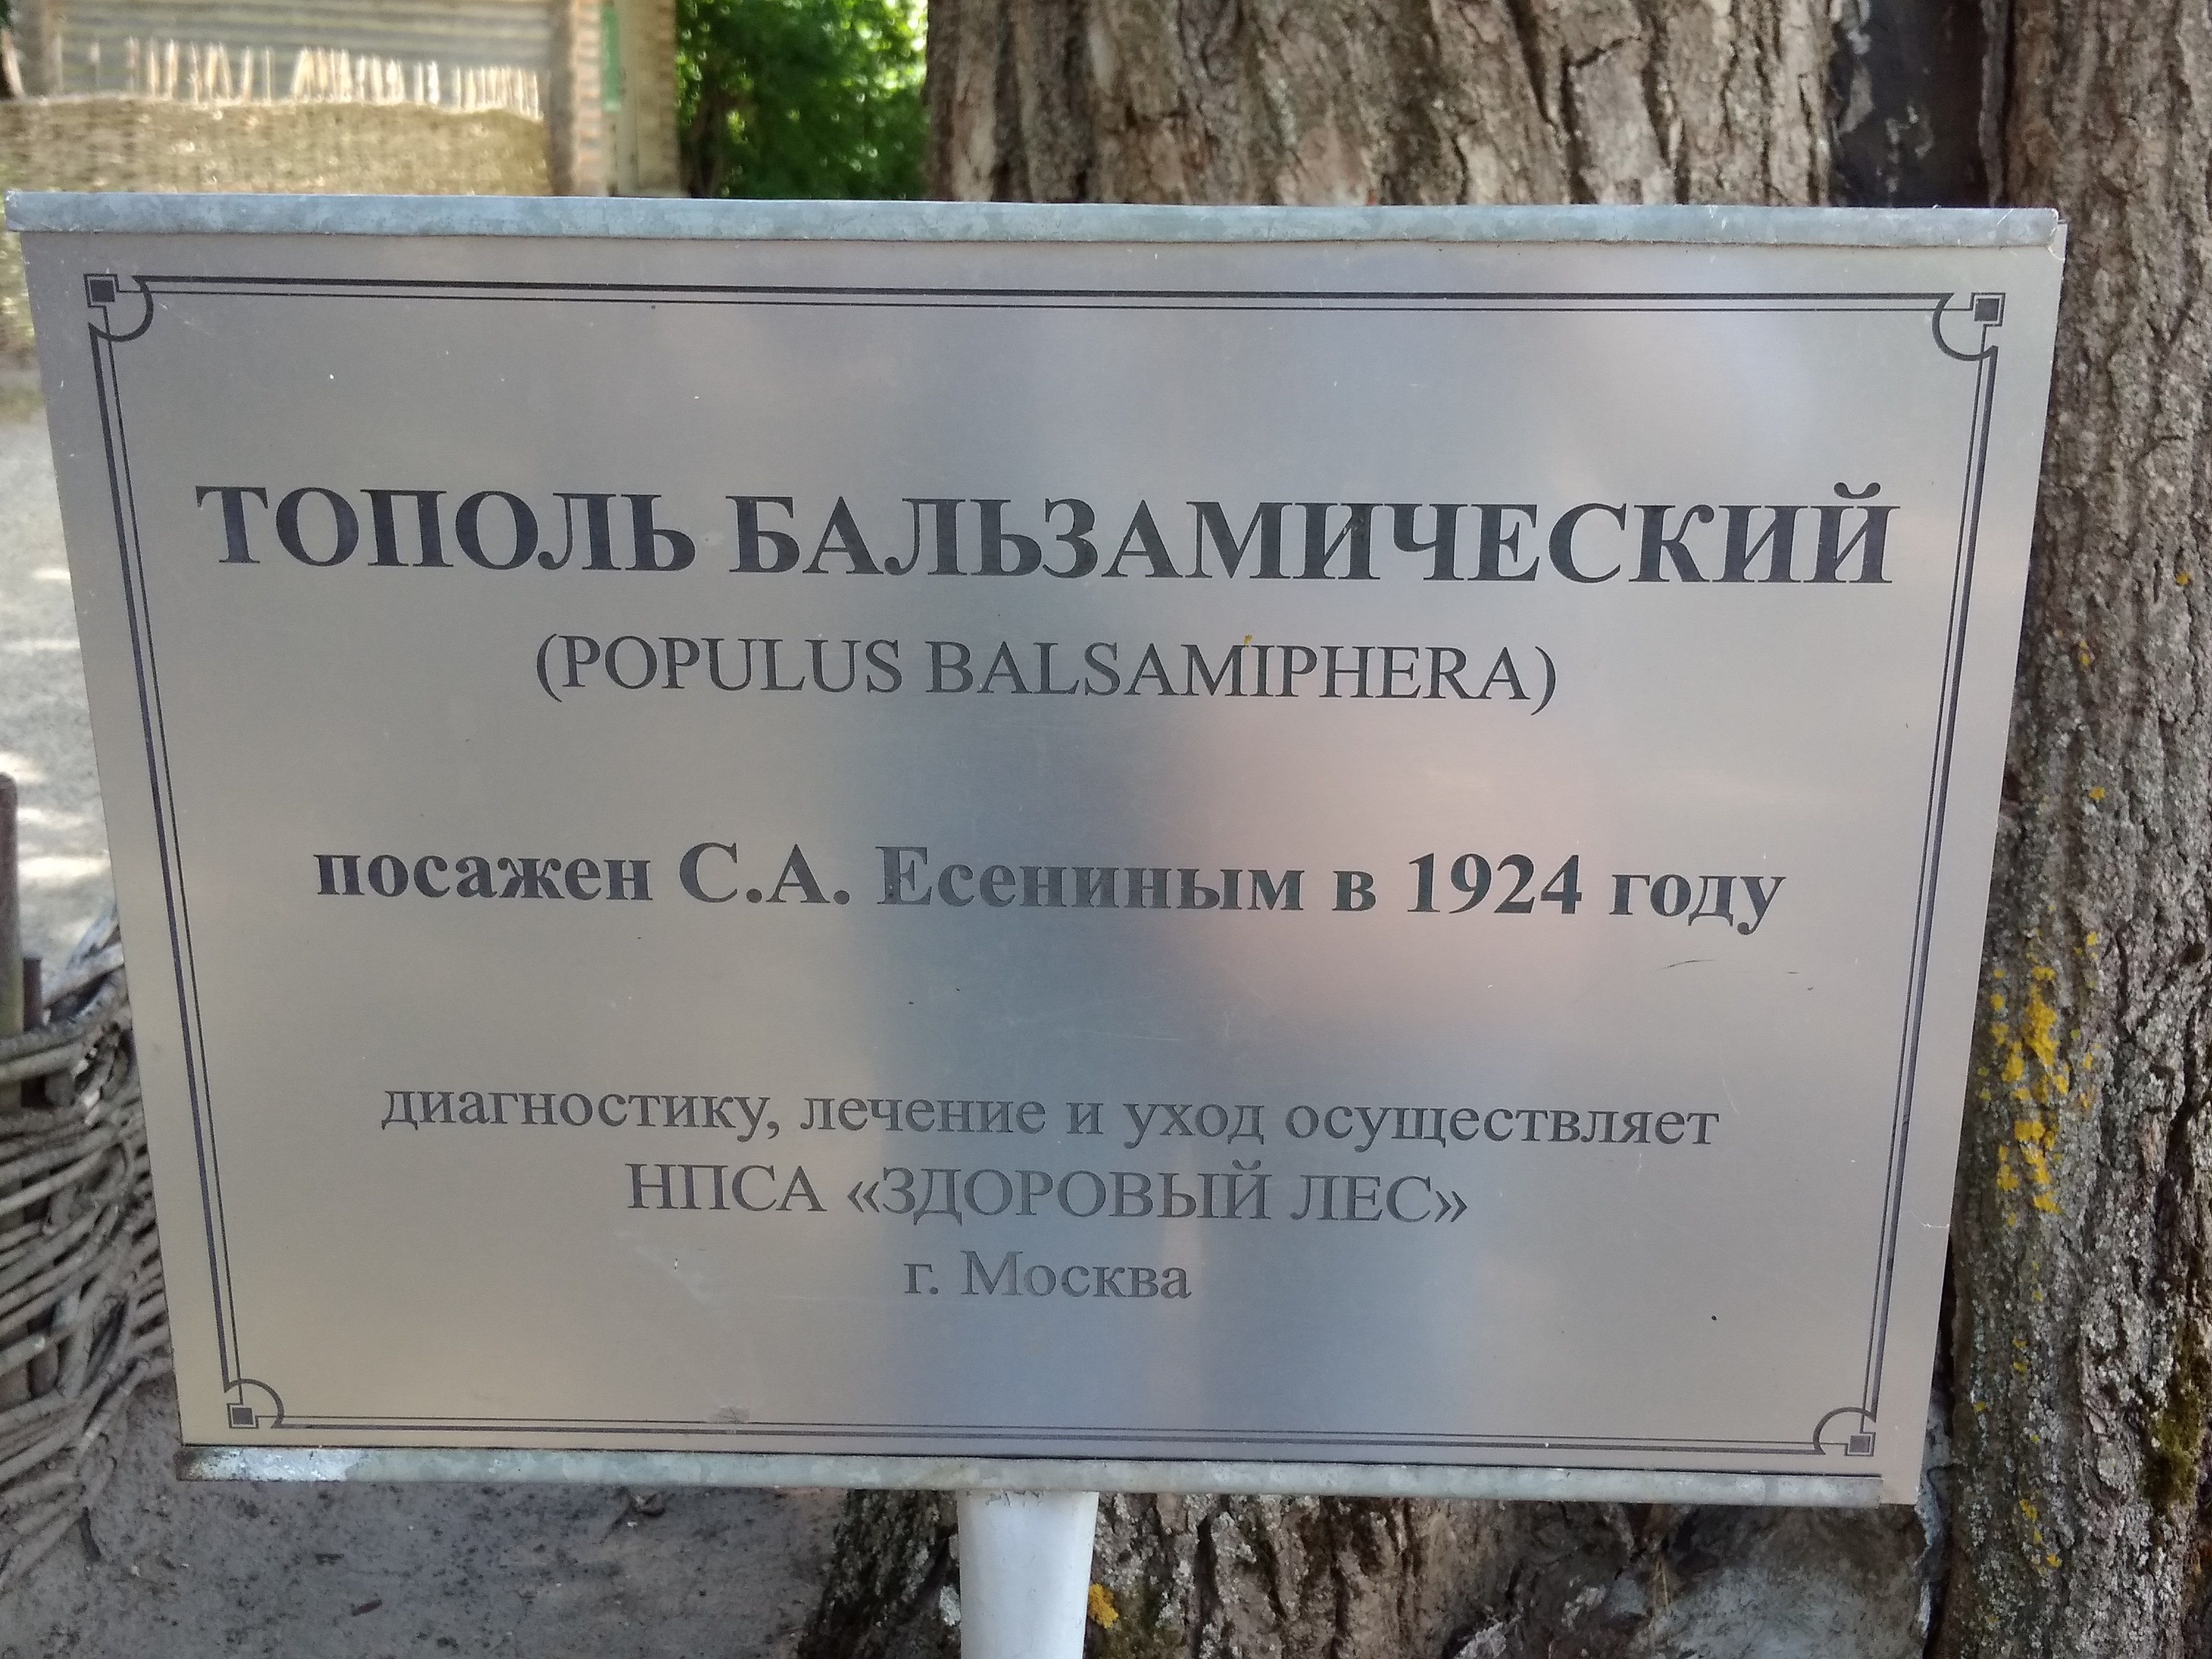 ТОПОЛЬ БАЛЬЗАМИЧЕСКИЙ
(POPULUS BALSAMIPHERA)
посажен С.А. Есениным в 1924 году
диагностику, лечение и уход осуществляет
НПСА «ЗДОРОВЫЙ ЛЕС»
г. Москва